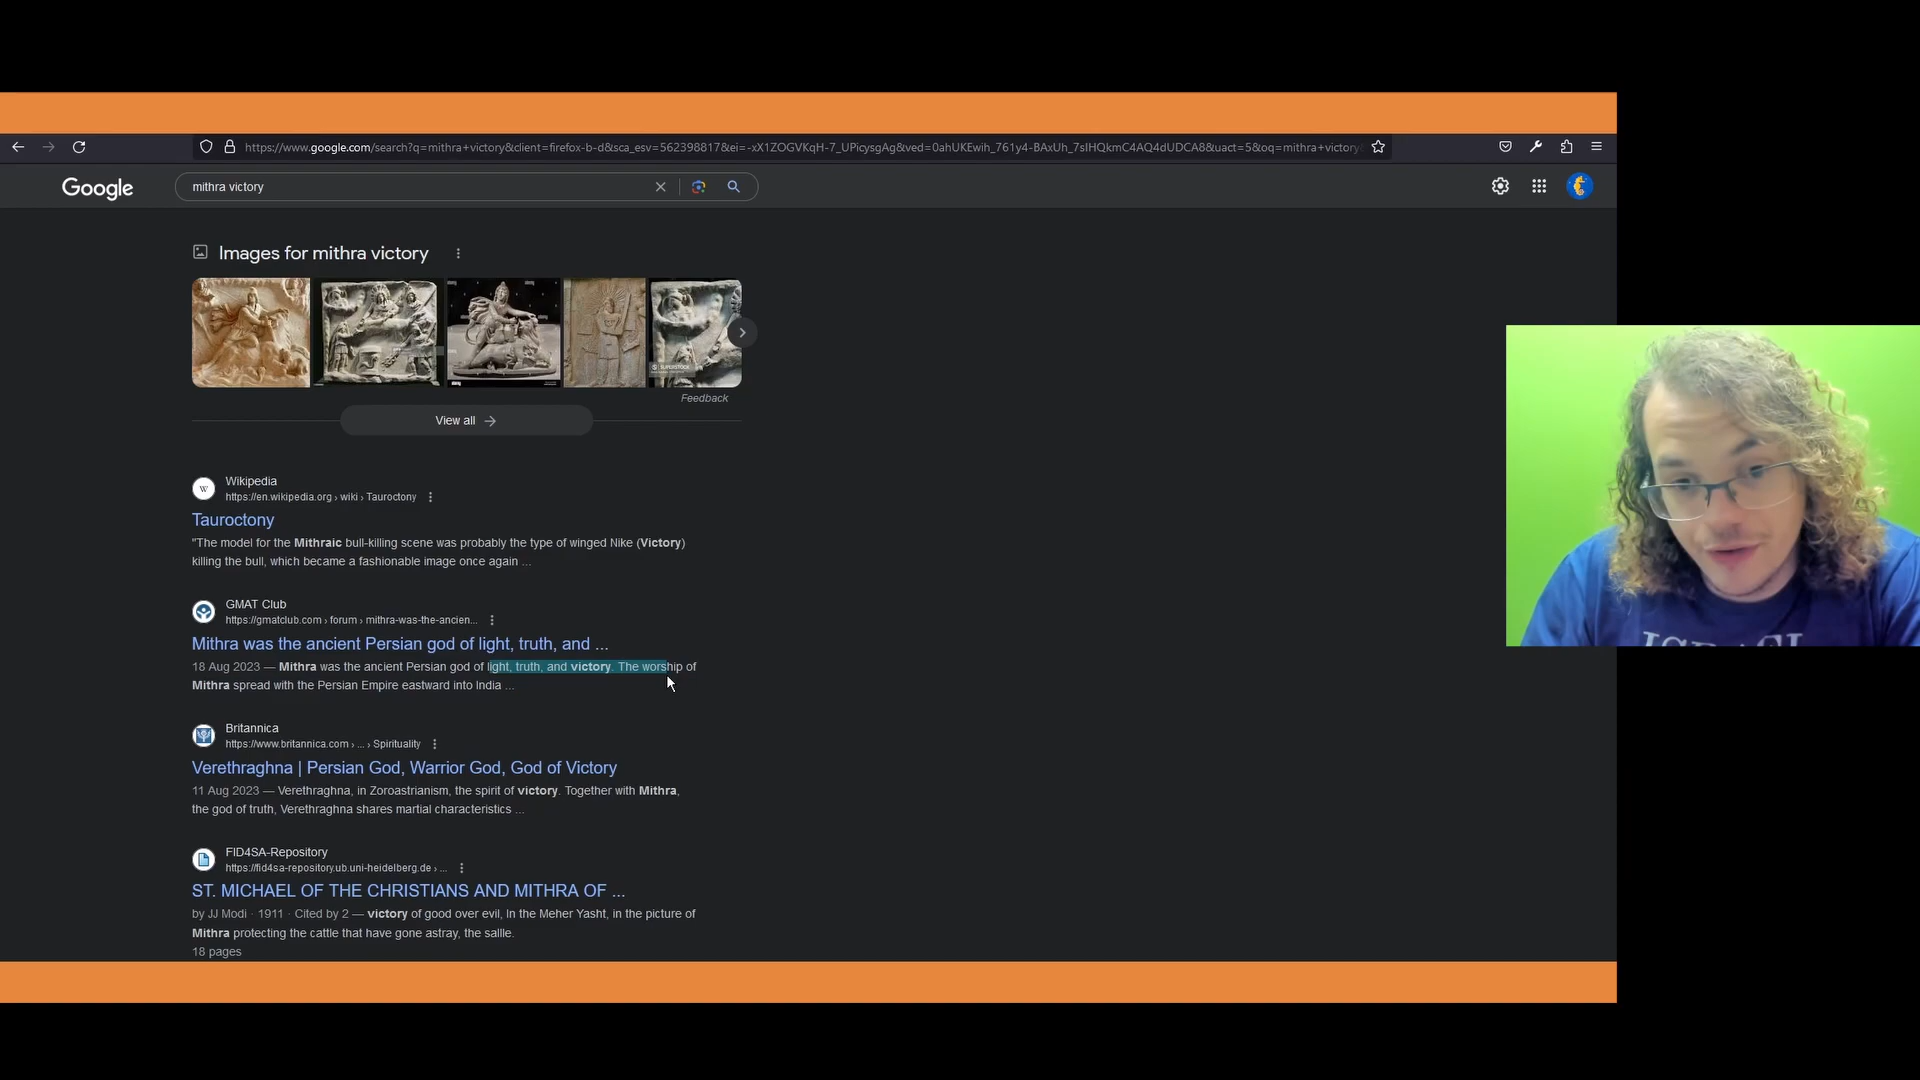 https://www.google.com/search?q=mithra+victory&client=firefox-b-d&sca_esv=562398817&ei=-xX1ZOGVKqH-7_UPicysgAg&ved=0ahUKEwih_761y4-BAxUh_7sIHQkmC4AQ4dUDCA8&uact=5&oq=mithra+victory
Google
mithra victory
Images for mithra victory
alamy
alamy
SUPERSTOCK
Feedback
View all
W
Wikipedia
https://en.wikipedia.org › wiki › Tauroctony
Tauroctony
"The model for the Mithraic bull-killing scene was probably the type of winged Nike (Victory)
killing the bull, which became a fashionable image once again ...
GMAT Club
https://gmatclub.com › forum › mithra-was-the-ancien...
Mithra was the ancient Persian god of light, truth, and ...
18 Aug 2023 — Mithra was the ancient Persian god of light, truth, and victory. The worship of
Mithra spread with the Persian Empire eastward into India ...
Britannica
https://www.britannica.com › ... › Spirituality
Verethraghna | Persian God, Warrior God, God of Victory
11 Aug 2023 — Verethraghna, in Zoroastrianism, the spirit of victory. Together with Mithra,
the god of truth, Verethraghna shares martial characteristics ...
FID4SA-Repository
https://fid4sa-repository.ub.uni-heidelberg.de › ...
ST. MICHAEL OF THE CHRISTIANS AND MITHRA OF ...
by JJ Modi · 1911 · Cited by 2 — victory of good over evil, In the Meher Yasht, in the picture of
Mithra protecting the cattle that have gone astray, the sallle.
18 pages
ISRAEL